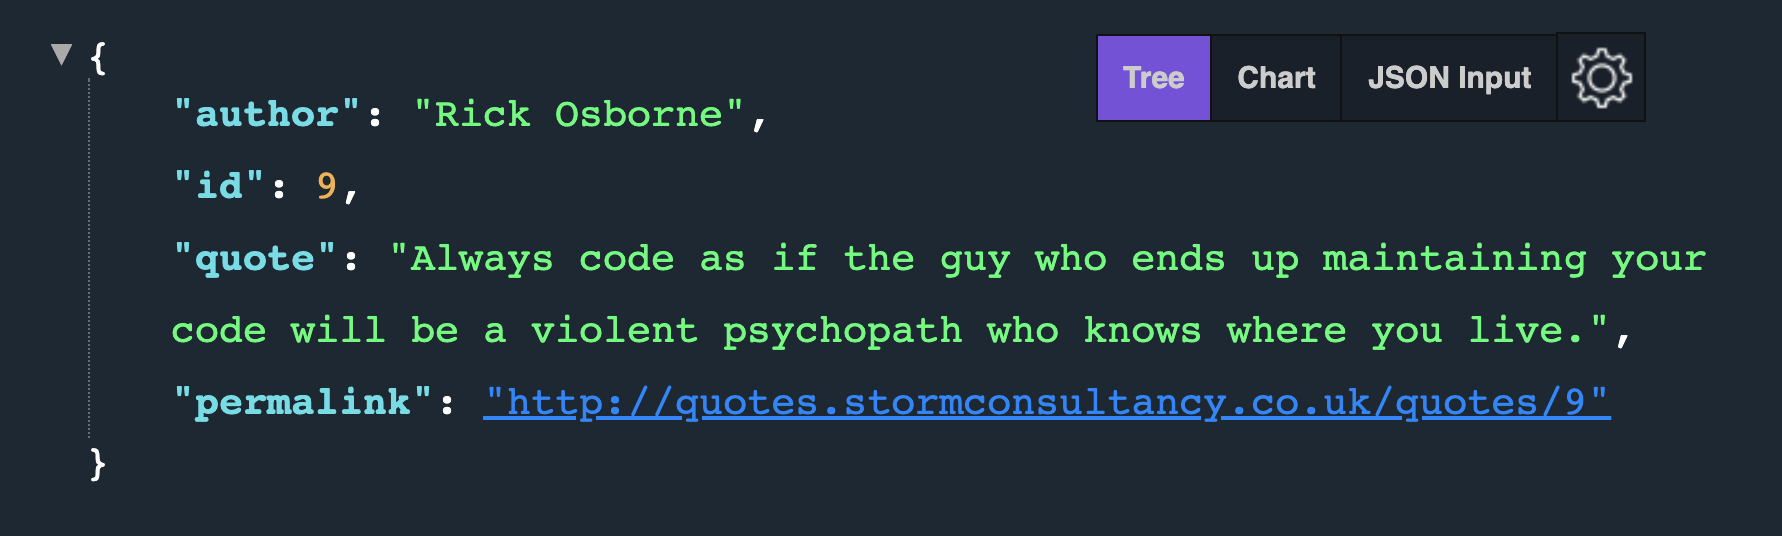 {
Tree Chart JSON Input
"author": "Rick Osborne",
"id": 9,
"quote": "Always code as if the guy who ends up maintaining your
code will be a violent psychopath who knows where you live.",
"permalink": "http://quotes.stormconsultancy.co.uk/quotes/9"
}